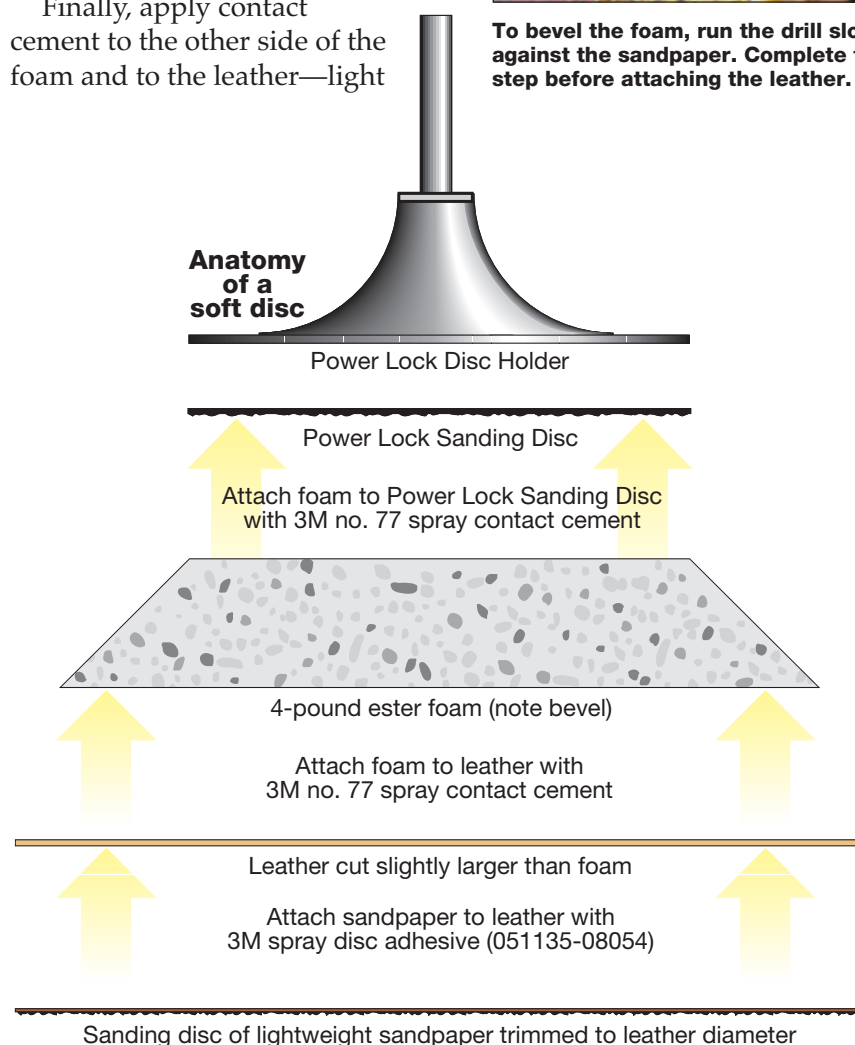 Finally, apply contact
cement to the other side of the
foam and to the leather—light
To bevel the foam, run the drill
against the sandpaper. Complete
step before attaching the leather.
Anatomy
of a
soft disc
Power Lock Disc Holder
Power Lock Sanding Disc
Attach foam to Power Lock Sanding Disc
with 3M no. 77 spray contact cement
4-pound ester foam (note bevel)
Attach foam to leather with
3M no. 77 spray contact cement
Leather cut slightly larger than foam
Attach sandpaper to leather with
3M spray disc adhesive (051135-08054)
Sanding disc of lightweight sandpaper trimmed to leather diameter